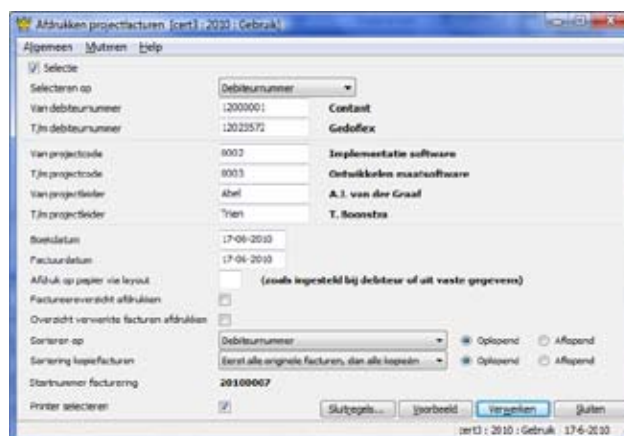 Afdrukken projectfacturen [cert3 : 2010 : Gebruik]
Algemeen Muteren Help
Selectie
Selecteren op Debiteurnummer
Van debiteurnummer 12000001 Contant
T/m debiteurnummer 12023572 Gedoflex
Van projectcode 0002 Implementatie software
T/m projectcode 0003 Ontwikkelen maatsoftware
Van projectleider Abel A.J. van der Graaf
T/m projectleider Trien T. Boonstra
Boekdatum 17-06-2010
Factuurdatum 17-06-2010
Afdruk op papier via layout (zoals ingesteld bij debiteur of uit vaste gegevens)
Factureeroverzicht afdrukken
Overzicht verwerkte facturen afdrukken
Sorteren op Debiteurnummer Oplopend Aflopend
Sortering kopiefacturen Eerst alle originele facturen, dan alle kopieën Oplopend Aflopend
Startnummer facturering 20100007
Printer selecteren Sluitregels... Voorbeeld Verwerken Sluiten
cert3 : 2010 : Gebruik 17-6-2010